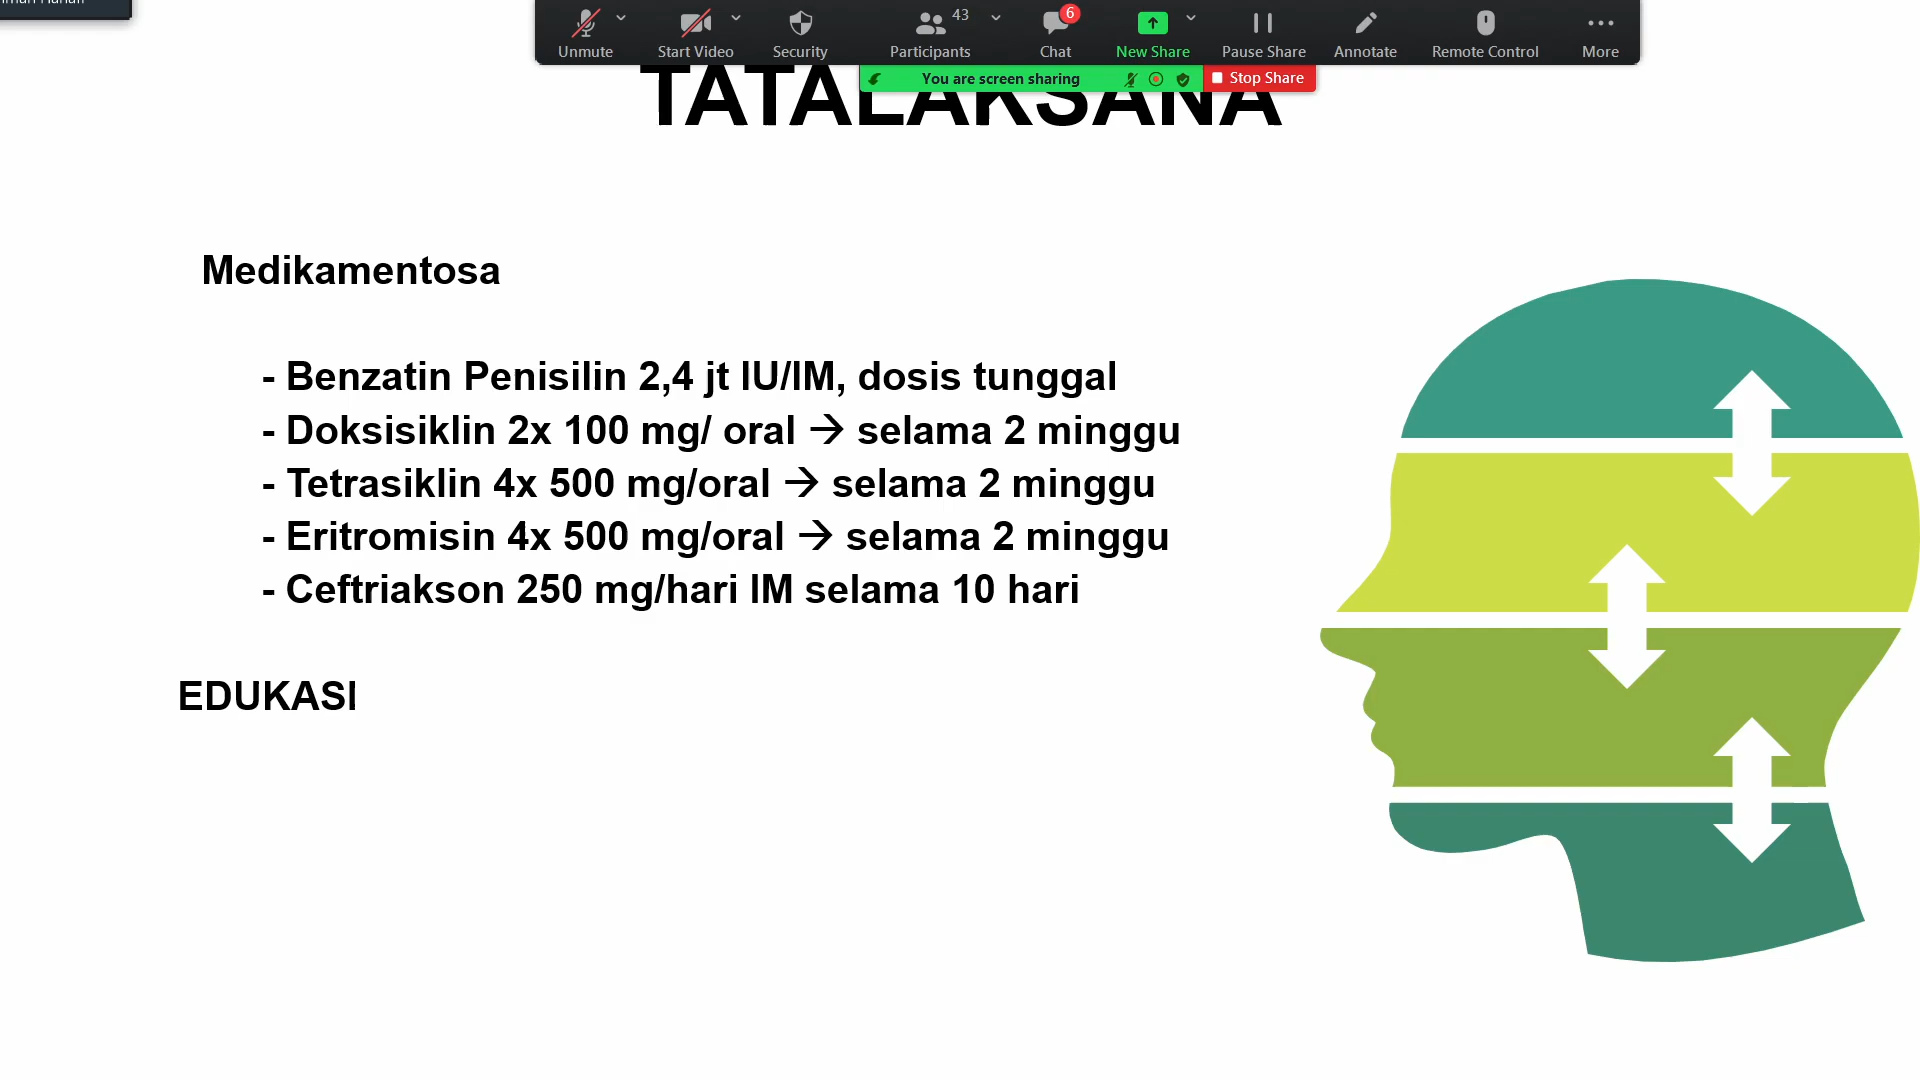 43
6
Unmute Start Video Security Participants Chat New Share Pause Share Annotate Remote Control More
You are screen sharing Stop Share
TATALAKSANA
Medikamentosa
- Benzatin Penisilin 2,4 jt IU/IM, dosis tunggal
- Doksisiklin 2x 100 mg/ oral → selama 2 minggu
- Tetrasiklin 4x 500 mg/oral → selama 2 minggu
- Eritromisin 4x 500 mg/oral → selama 2 minggu
- Ceftriakson 250 mg/hari IM selama 10 hari
EDUKASI